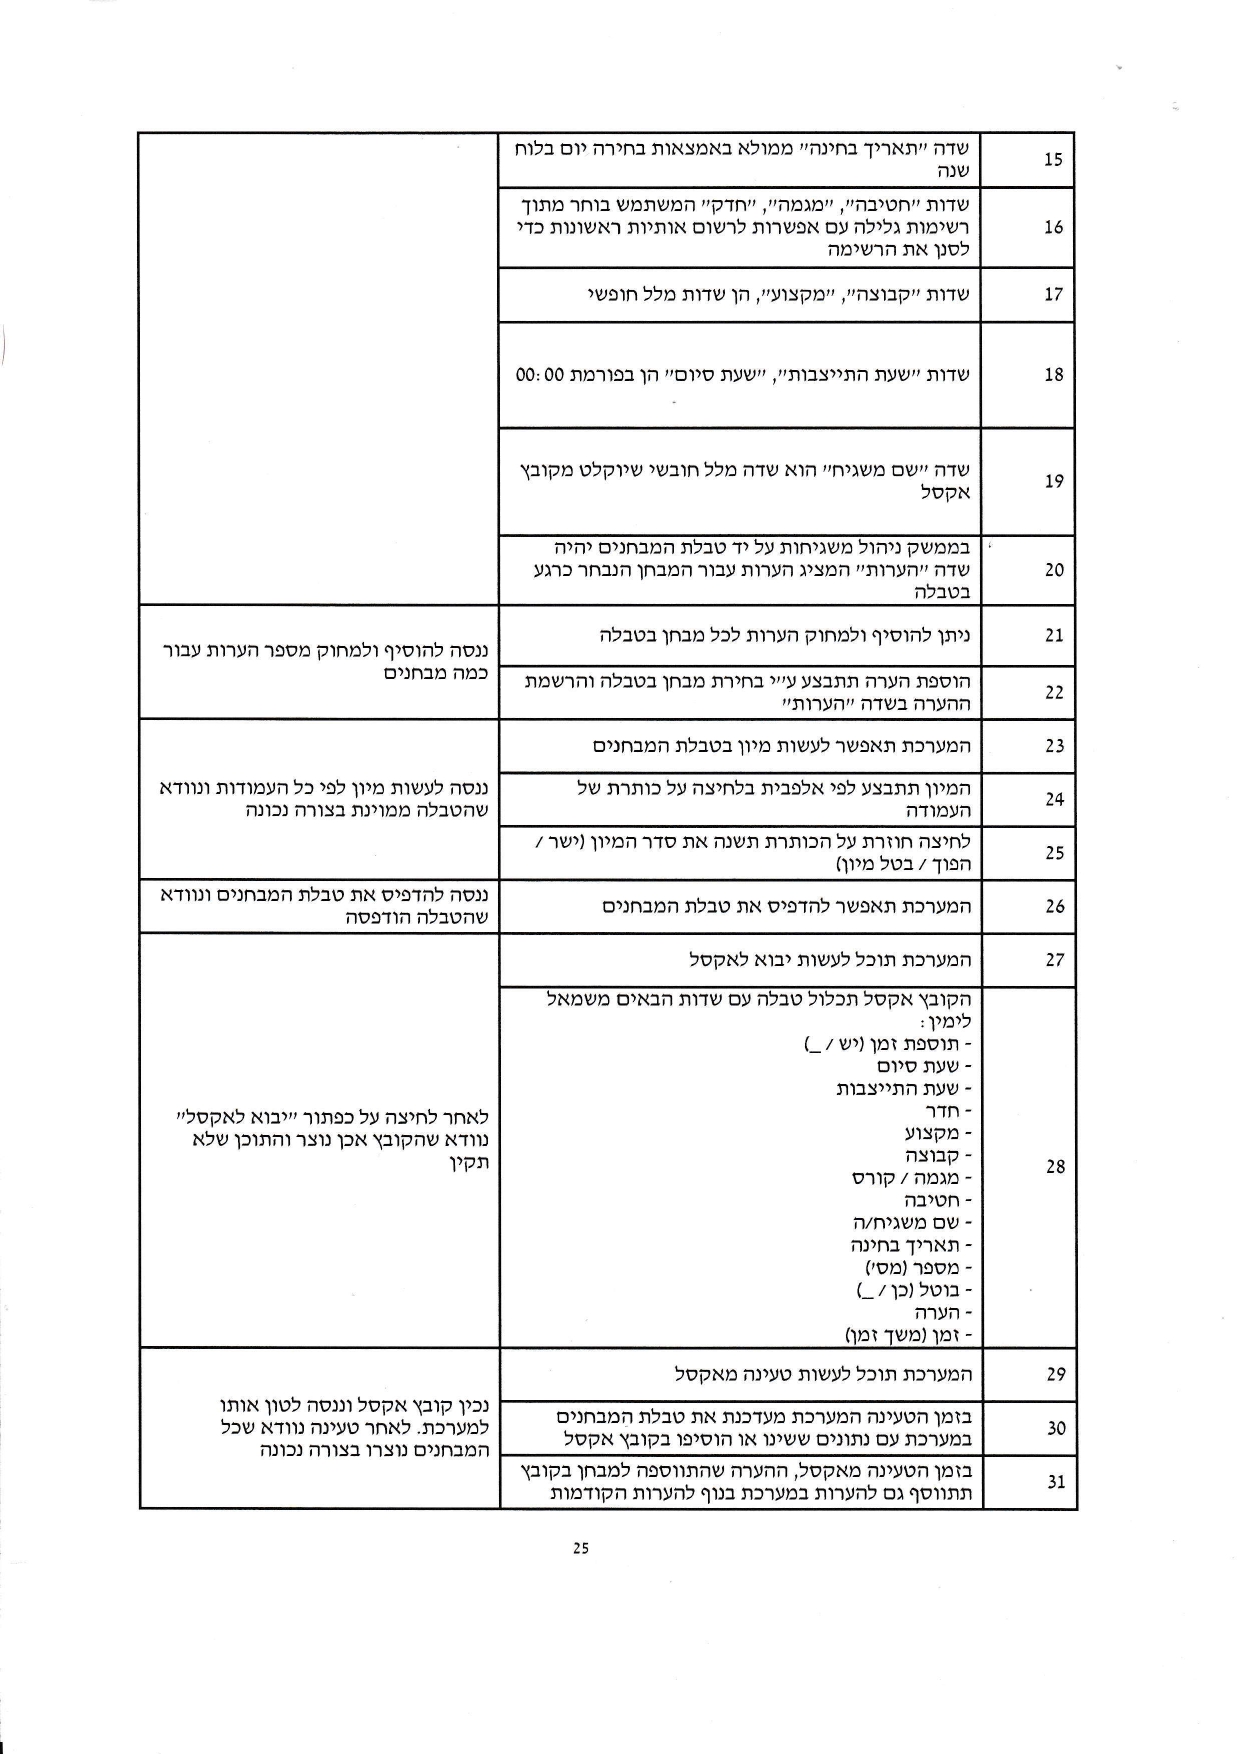 15
שדה "תאריך בחינה" ממולא באמצאות בחירה יום בלוח
שנה
16
שדות "חטיבה", "מגמה", "חדק" המשתמש בוחר מתוך
רשימות גלילה עם אפשרות לרשום אותיות ראשונות כדי
לסנן את הרשימה
17
שדות "קבוצה", "מקצוע", הן שדות מלל חופשי
18
שדות "שעת התייצבות", "שעת סיום" הן בפורמת 00:00
19
שדה "שם משגיח" הוא שדה מלל חובשי שיוקלט מקובץ
אקסל
20
בממשק ניהול משגיחות על יד טבלת המבחנים יהיה
שדה "הערות" המציג הערות עבור המבחן הנבחר כרגע
בטבלה
21
ניתן להוסיף ולמחוק הערות לכל מבחן בטבלה
ננסה להוסיף ולמחוק מספר הערות עבור
כמה מבחנים
22
הוספת הערה תתבצע ע"י בחירת מבחן בטבלה והרשמת
ההערה בשדה "הערות"
23
המערכת תאפשר לעשות מיון בטבלת המבחנים
ננסה לעשות מיון לפי כל העמודות ונוודא
שהטבלה ממוינת בצורה נכונה
24
המיון תתבצע לפי אלפבית בלחיצה על כותרת של
העמודה
25
לחיצה חוזרת על הכותרת תשנה את סדר המיון (ישר /
הפוך / בטל מיון)
26
המערכת תאפשר להדפיס את טבלת המבחנים
ננסה להדפיס את טבלת המבחנים ונוודא
שהטבלה הודפסה
27
המערכת תוכל לעשות יבוא לאקסל
לאחר לחיצה על כפתור "יבוא לאקסל"
נוודא שהקובץ אכן נוצר והתוכן שלא
תקין
28
הקובץ אקסל תכלול טבלה עם שדות הבאים משמאל
לימין:
- תוספת זמן (יש / _)
- שעת סיום
- שעת התייצבות
- חדר
- מקצוע
- קבוצה
- מגמה / קורס
- חטיבה
- שם משגיח/ה
- תאריך בחינה
- מספר (מס')
- בוטל (כן / _)
- הערה
- זמן (משך זמן)
29
המערכת תוכל לעשות טעינה מאקסל
נכין קובץ אקסל וננסה לטון אותו
למערכת. לאחר טעינה נוודא שכל
המבחנים נוצרו בצורה נכונה
30
בזמן הטעינה המערכת מעדכנת את טבלת המבחנים
במערכת עם נתונים ששינו או הוסיפו בקובץ אקסל
31
בזמן הטעינה מאקסל, ההערה שהתווספה למבחן בקובץ
תתווסף גם להערות במערכת בנוף להערות הקודמות
25